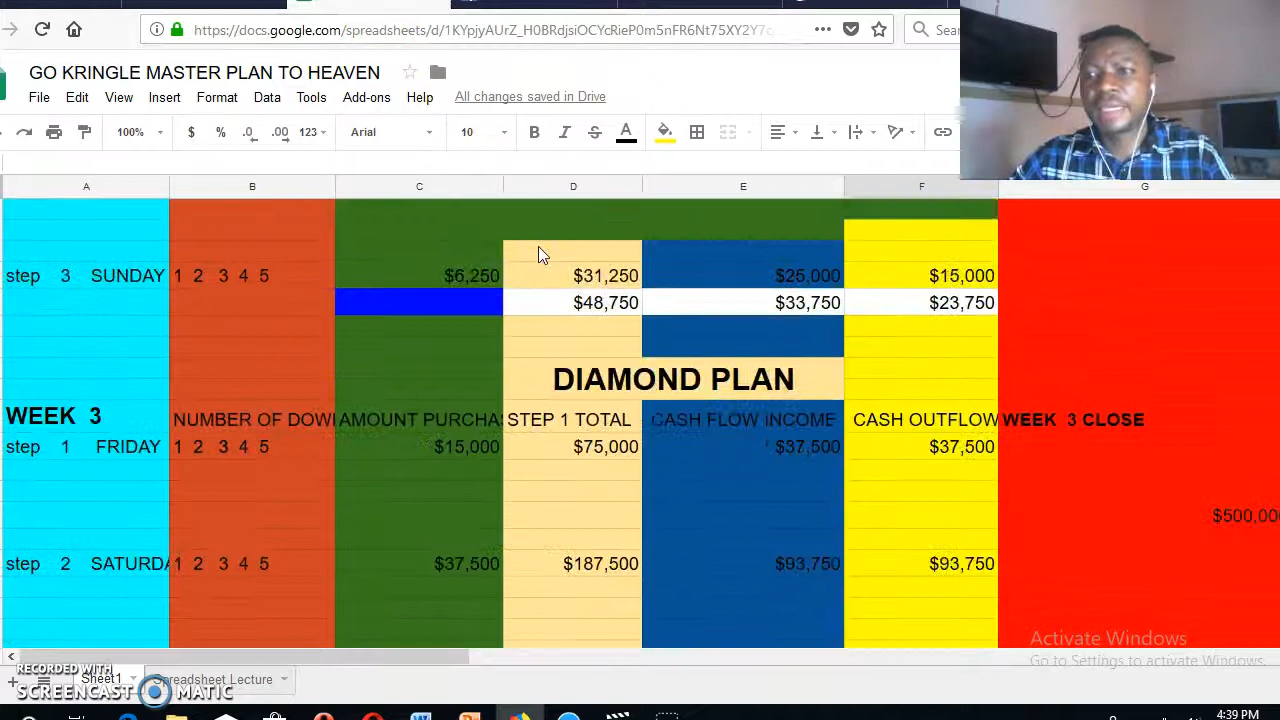 https://docs.google.com/spreadsheets/d/1KYpjyAUrZ_H0BRdjsiOCYcRieP0m5nFR6Nt75XY2Y7
Sea
GO KRINGLE MASTER PLAN TO HEAVEN
File Edit View Insert Format Data Tools Add-ons Help All changes saved in Drive
100% $ % .0 .00 123 Arial 10 B I S A
A B C D E F G
step 3 SUNDAY 1 2 3 4 5 $6,250 $31,250 $25,000 $15,000
$48,750 $33,750 $23,750
DIAMOND PLAN
WEEK 3 NUMBER OF DOWI AMOUNT PURCHA STEP 1 TOTAL CASH FLOW INCOME CASH OUTFLOW WEEK 3 CLOSE
step 1 FRIDAY 1 2 3 4 5 $15,000 $75,000 $37,500 $37,500
$500,00
step 2 SATURDA 1 2 3 4 5 $37,500 $187,500 $93,750 $93,750
Activate Windows
Go to Settings to activate Windows.
RECORDED WITH
SCREENCAST MATIC
Sheet1 Spreadsheet Lecture
4:39 PM